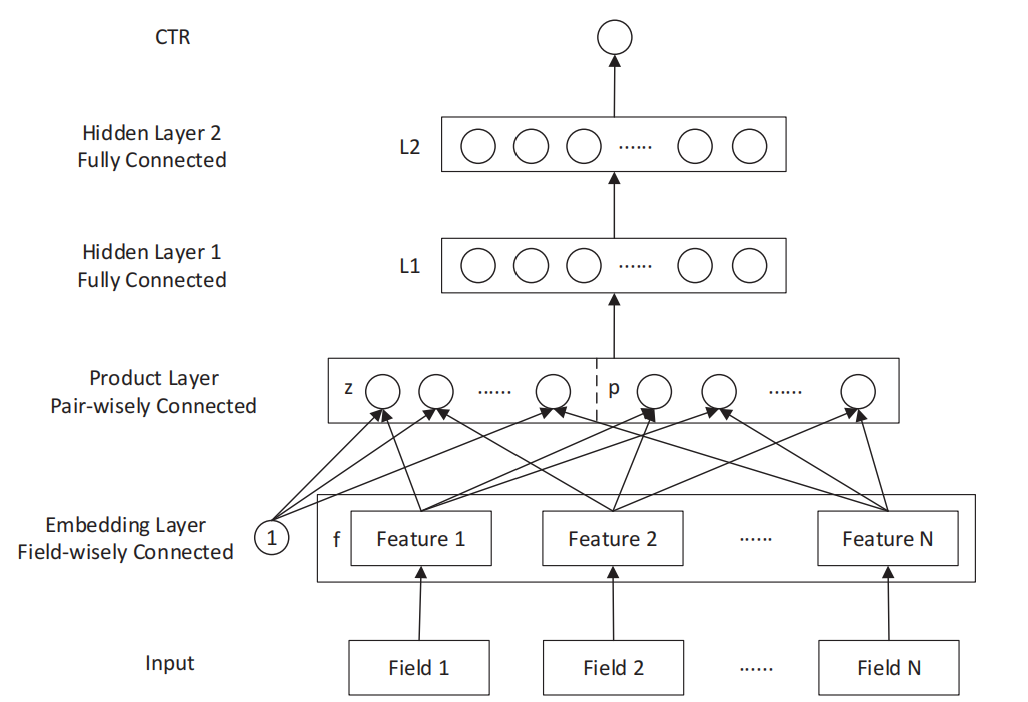 CTR
Hidden Layer 2
Fully Connected
L2
......
Hidden Layer 1
Fully Connected
L1
......
Product Layer
Pair-wisely Connected
z
......
p
......
Embedding Layer
Field-wisely Connected
1
f
Feature 1
Feature 2
......
Feature N
Input
Field 1
Field 2
......
Field N